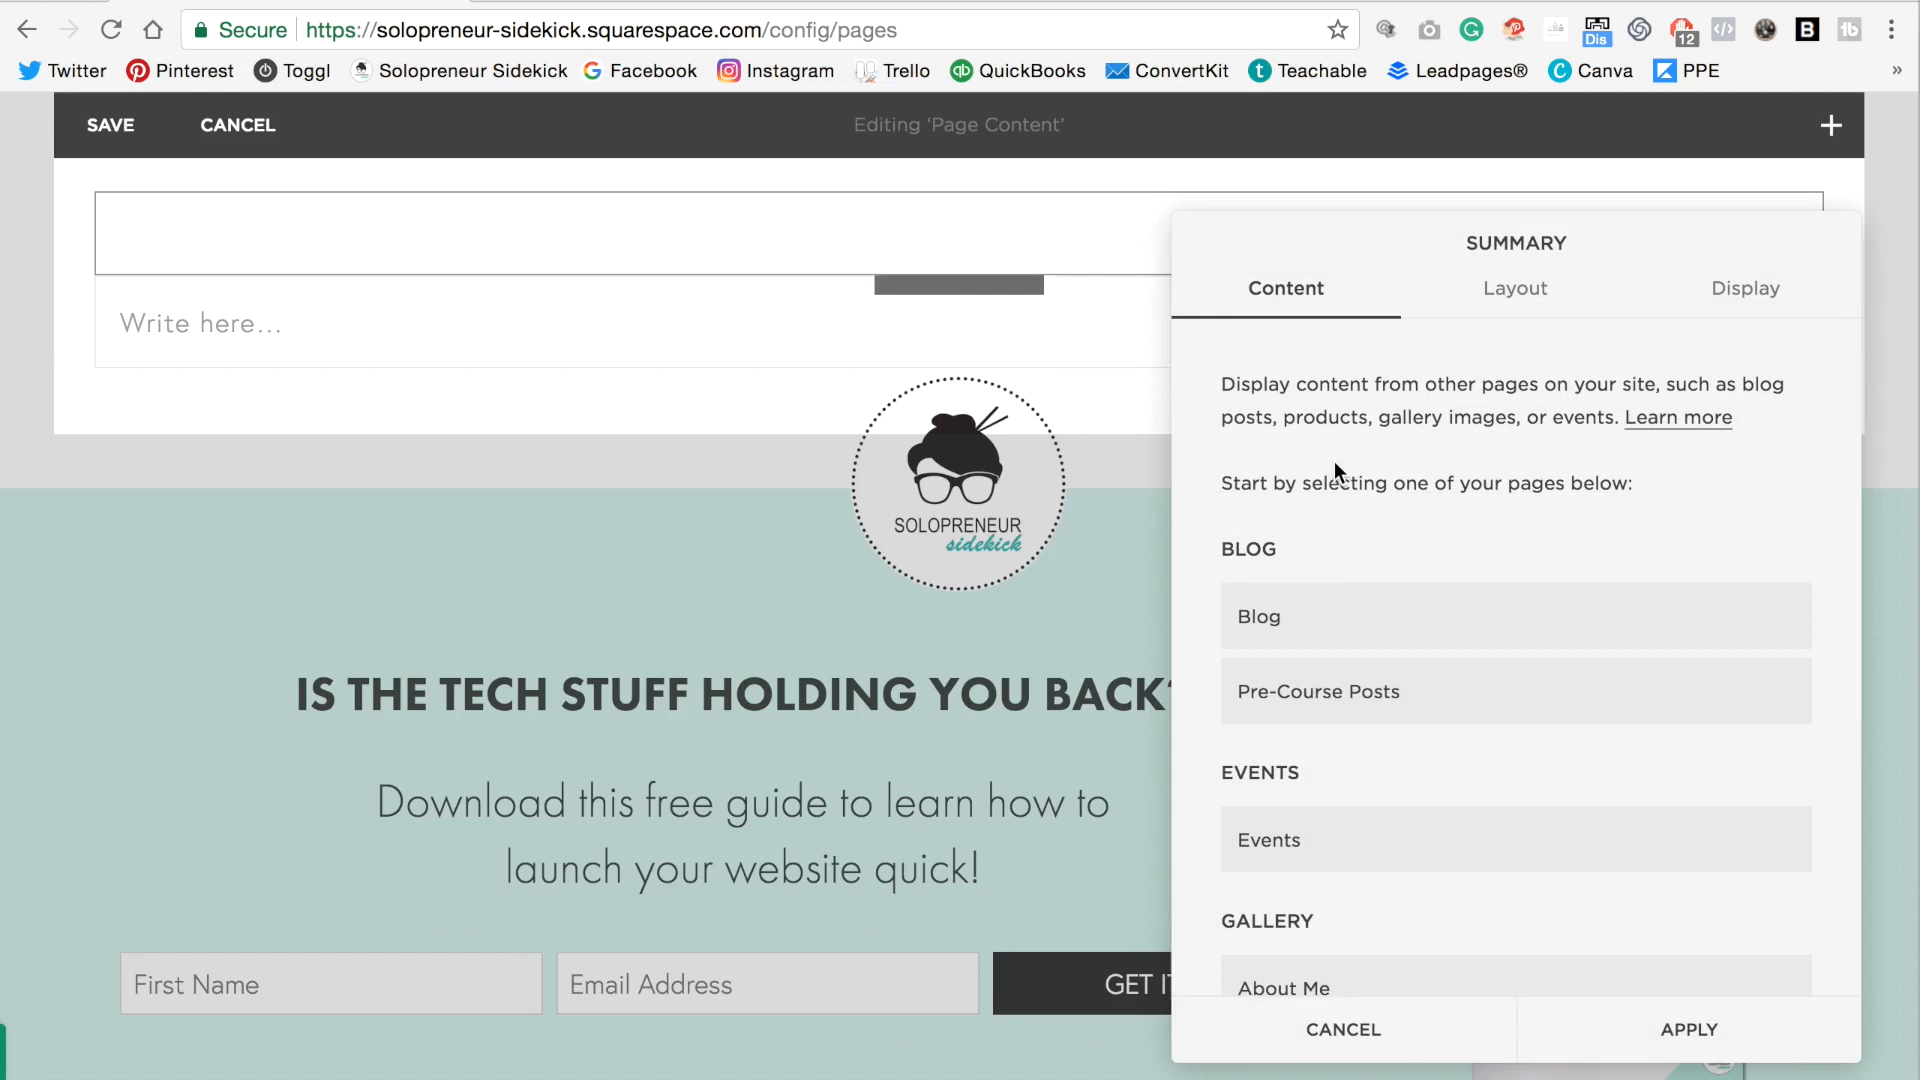 Secure https://solopreneur-sidekick.squarespace.com/config/pages
Dis
12
B
Twitter Pinterest Toggl Solopreneur Sidekick Facebook Instagram Trello QuickBooks ConvertKit Teachable Leadpages® Canva PPE »
SAVE CANCEL Editing ‘Page Content’ +
Write here...
SOLOPRENEUR
sidekick
IS THE TECH STUFF HOLDING YOU BACK?
Download this free guide to learn how to
launch your website quick!
First Name Email Address GET IT
SUMMARY
Content Layout Display
Display content from other pages on your site, such as blog
posts, products, gallery images, or events. Learn more
Start by selecting one of your pages below:
BLOG
Blog
Pre-Course Posts
EVENTS
Events
GALLERY
About Me
CANCEL APPLY